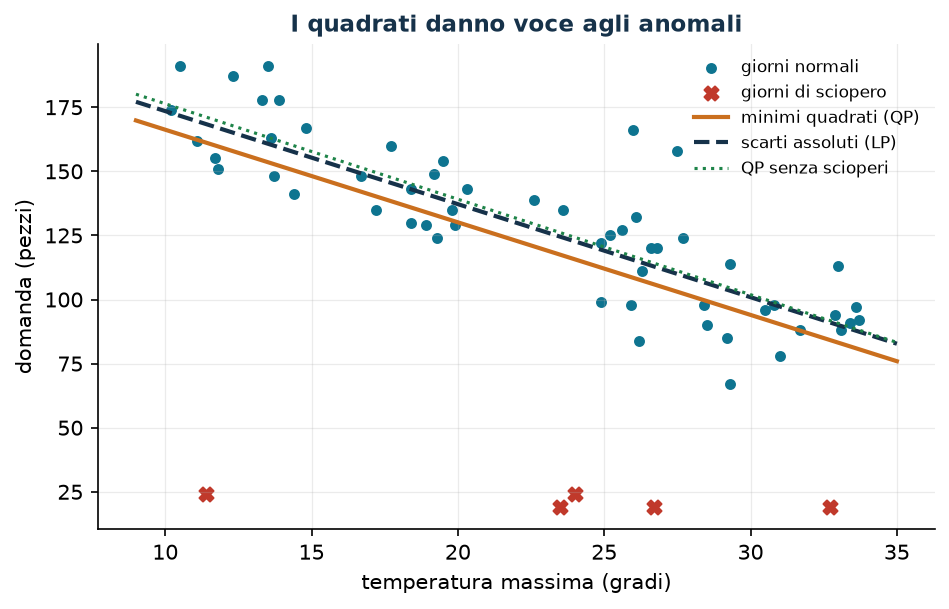 I quadrati danno voce agli anomali
giorni normali
giorni di sciopero
minimi quadrati (QP)
scarti assoluti (LP)
QP senza scioperi
domanda (pezzi)
175
150
125
100
75
50
25
10 15 20 25 30 35
temperatura massima (gradi)